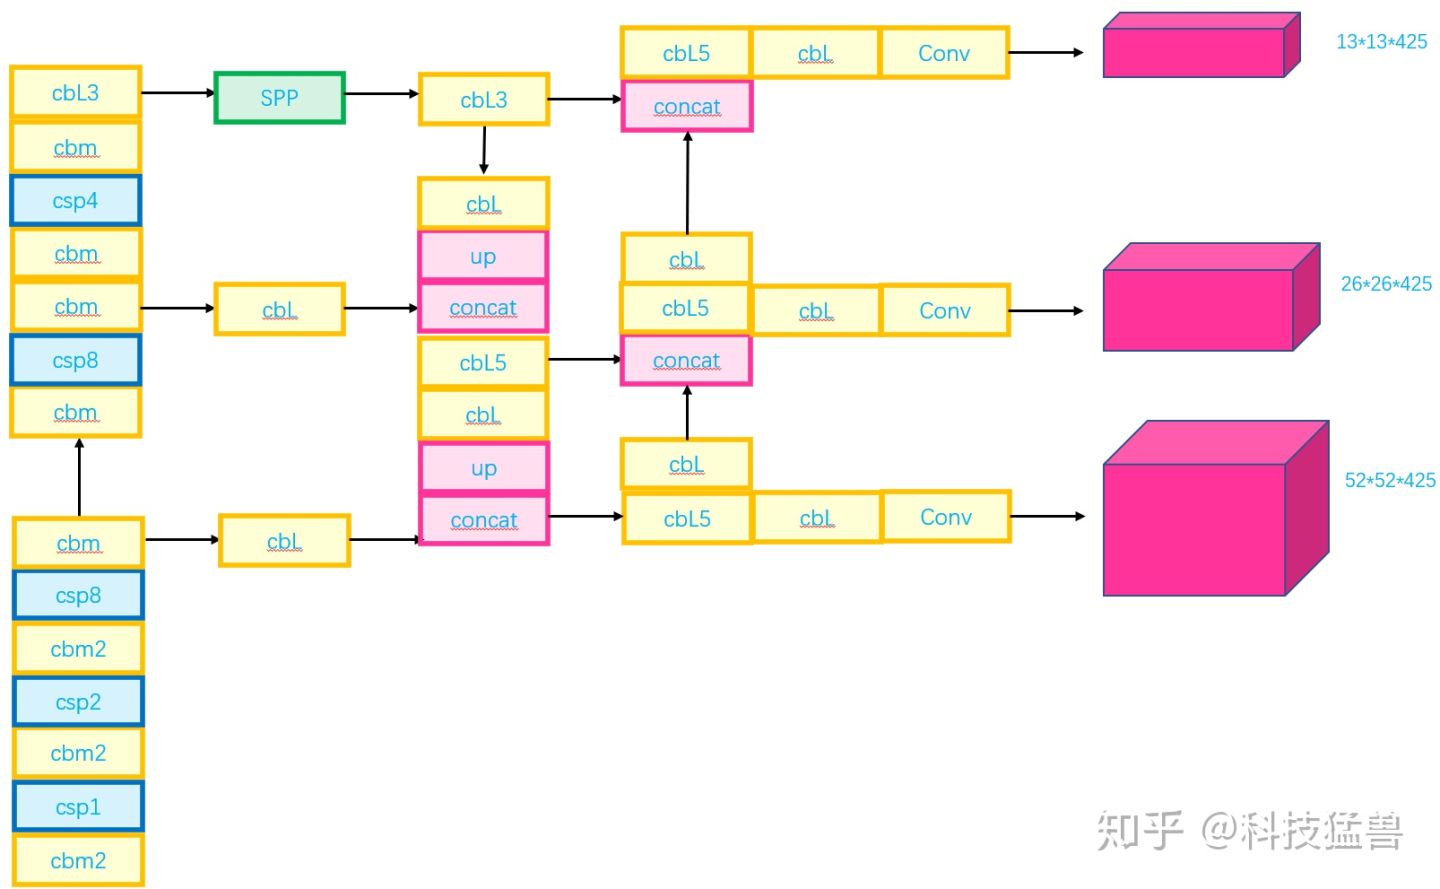 cbL5 cbL Conv
13*13*425
cbL3
SPP
cbL3
concat
cbm
csp4
cbL
cbm
up
cbL
cbm
cbL
concat
cbL5 cbL Conv
26*26*425
csp8
cbL5
concat
cbm
cbL
up
cbL
52*52*425
cbm
cbL
concat
cbL5 cbL Conv
csp8
cbm2
csp2
cbm2
csp1
cbm2
知乎 @科技猛兽